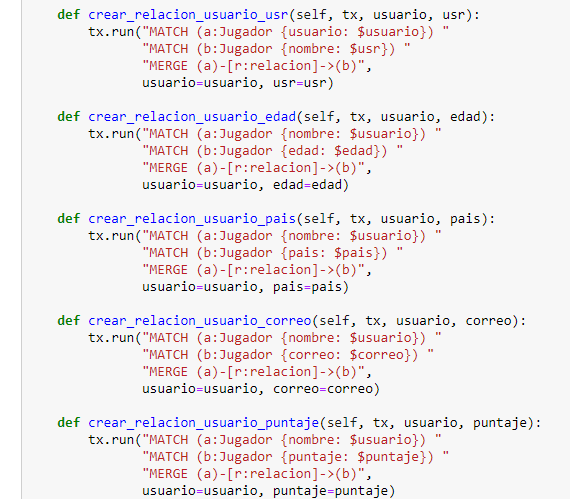 def crear_relacion_usuario_usr(self, tx, usuario, usr):
tx.run("MATCH (a:Jugador {usuario: $usuario}) "
"MATCH (b:Jugador {nombre: $usr}) "
"MERGE (a)-[r:relacion]->(b)",
usuario=usuario, usr=usr)
def crear_relacion_usuario_edad(self, tx, usuario, edad):
tx.run("MATCH (a:Jugador {nombre: $usuario}) "
"MATCH (b:Jugador {edad: $edad}) "
"MERGE (a)-[r:relacion]->(b)",
usuario=usuario, edad=edad)
def crear_relacion_usuario_pais(self, tx, usuario, pais):
tx.run("MATCH (a:Jugador {nombre: $usuario}) "
"MATCH (b:Jugador {pais: $pais}) "
"MERGE (a)-[r:relacion]->(b)",
usuario=usuario, pais=pais)
def crear_relacion_usuario_correo(self, tx, usuario, correo):
tx.run("MATCH (a:Jugador {nombre: $usuario}) "
"MATCH (b:Jugador {correo: $correo}) "
"MERGE (a)-[r:relacion]->(b)",
usuario=usuario, correo=correo)
def crear_relacion_usuario_puntaje(self, tx, usuario, puntaje):
tx.run("MATCH (a:Jugador {nombre: $usuario}) "
"MATCH (b:Jugador {puntaje: $puntaje}) "
"MERGE (a)-[r:relacion]->(b)",
usuario=usuario, puntaje=puntaje)